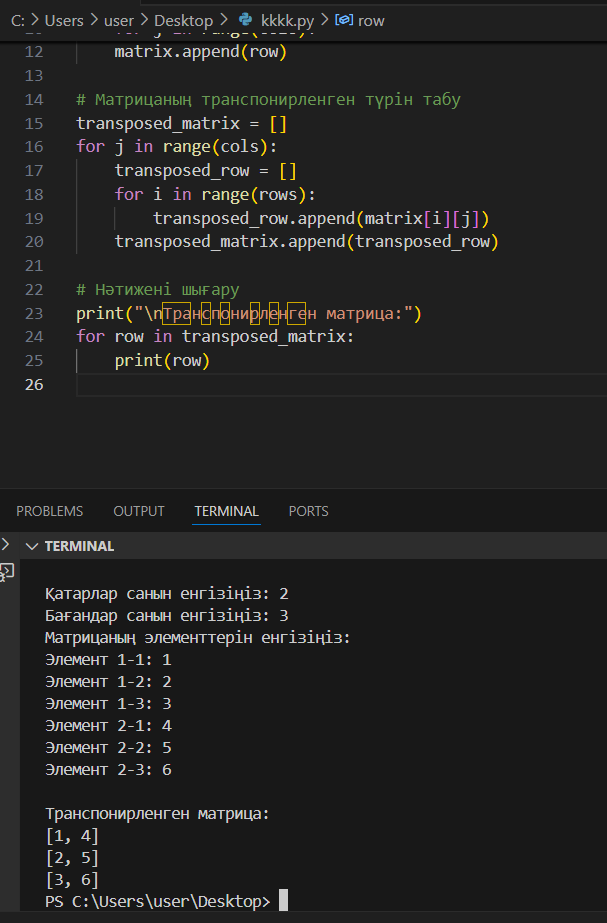 C: > Users > user > Desktop > kkkk.py > row
12 matrix.append(row)
13
14 # Матрицаның транспонирленген түрін табу
15 transposed_matrix = []
16 for j in range(cols):
17 transposed_row = []
18 for i in range(rows):
19 transposed_row.append(matrix[i][j])
20 transposed_matrix.append(transposed_row)
21
22 # Нәтижені шығару
23 print("\nТранспонирленген матрица:")
24 for row in transposed_matrix:
25 print(row)
26
PROBLEMS OUTPUT TERMINAL PORTS
TERMINAL
Қатарлар санын енгізіңіз: 2
Бағандар санын енгізіңіз: 3
Матрицаның элементтерін енгізіңіз:
Элемент 1-1: 1
Элемент 1-2: 2
Элемент 1-3: 3
Элемент 2-1: 4
Элемент 2-2: 5
Элемент 2-3: 6
Транспонирленген матрица:
[1, 4]
[2, 5]
[3, 6]
PS C:\Users\user\Desktop>